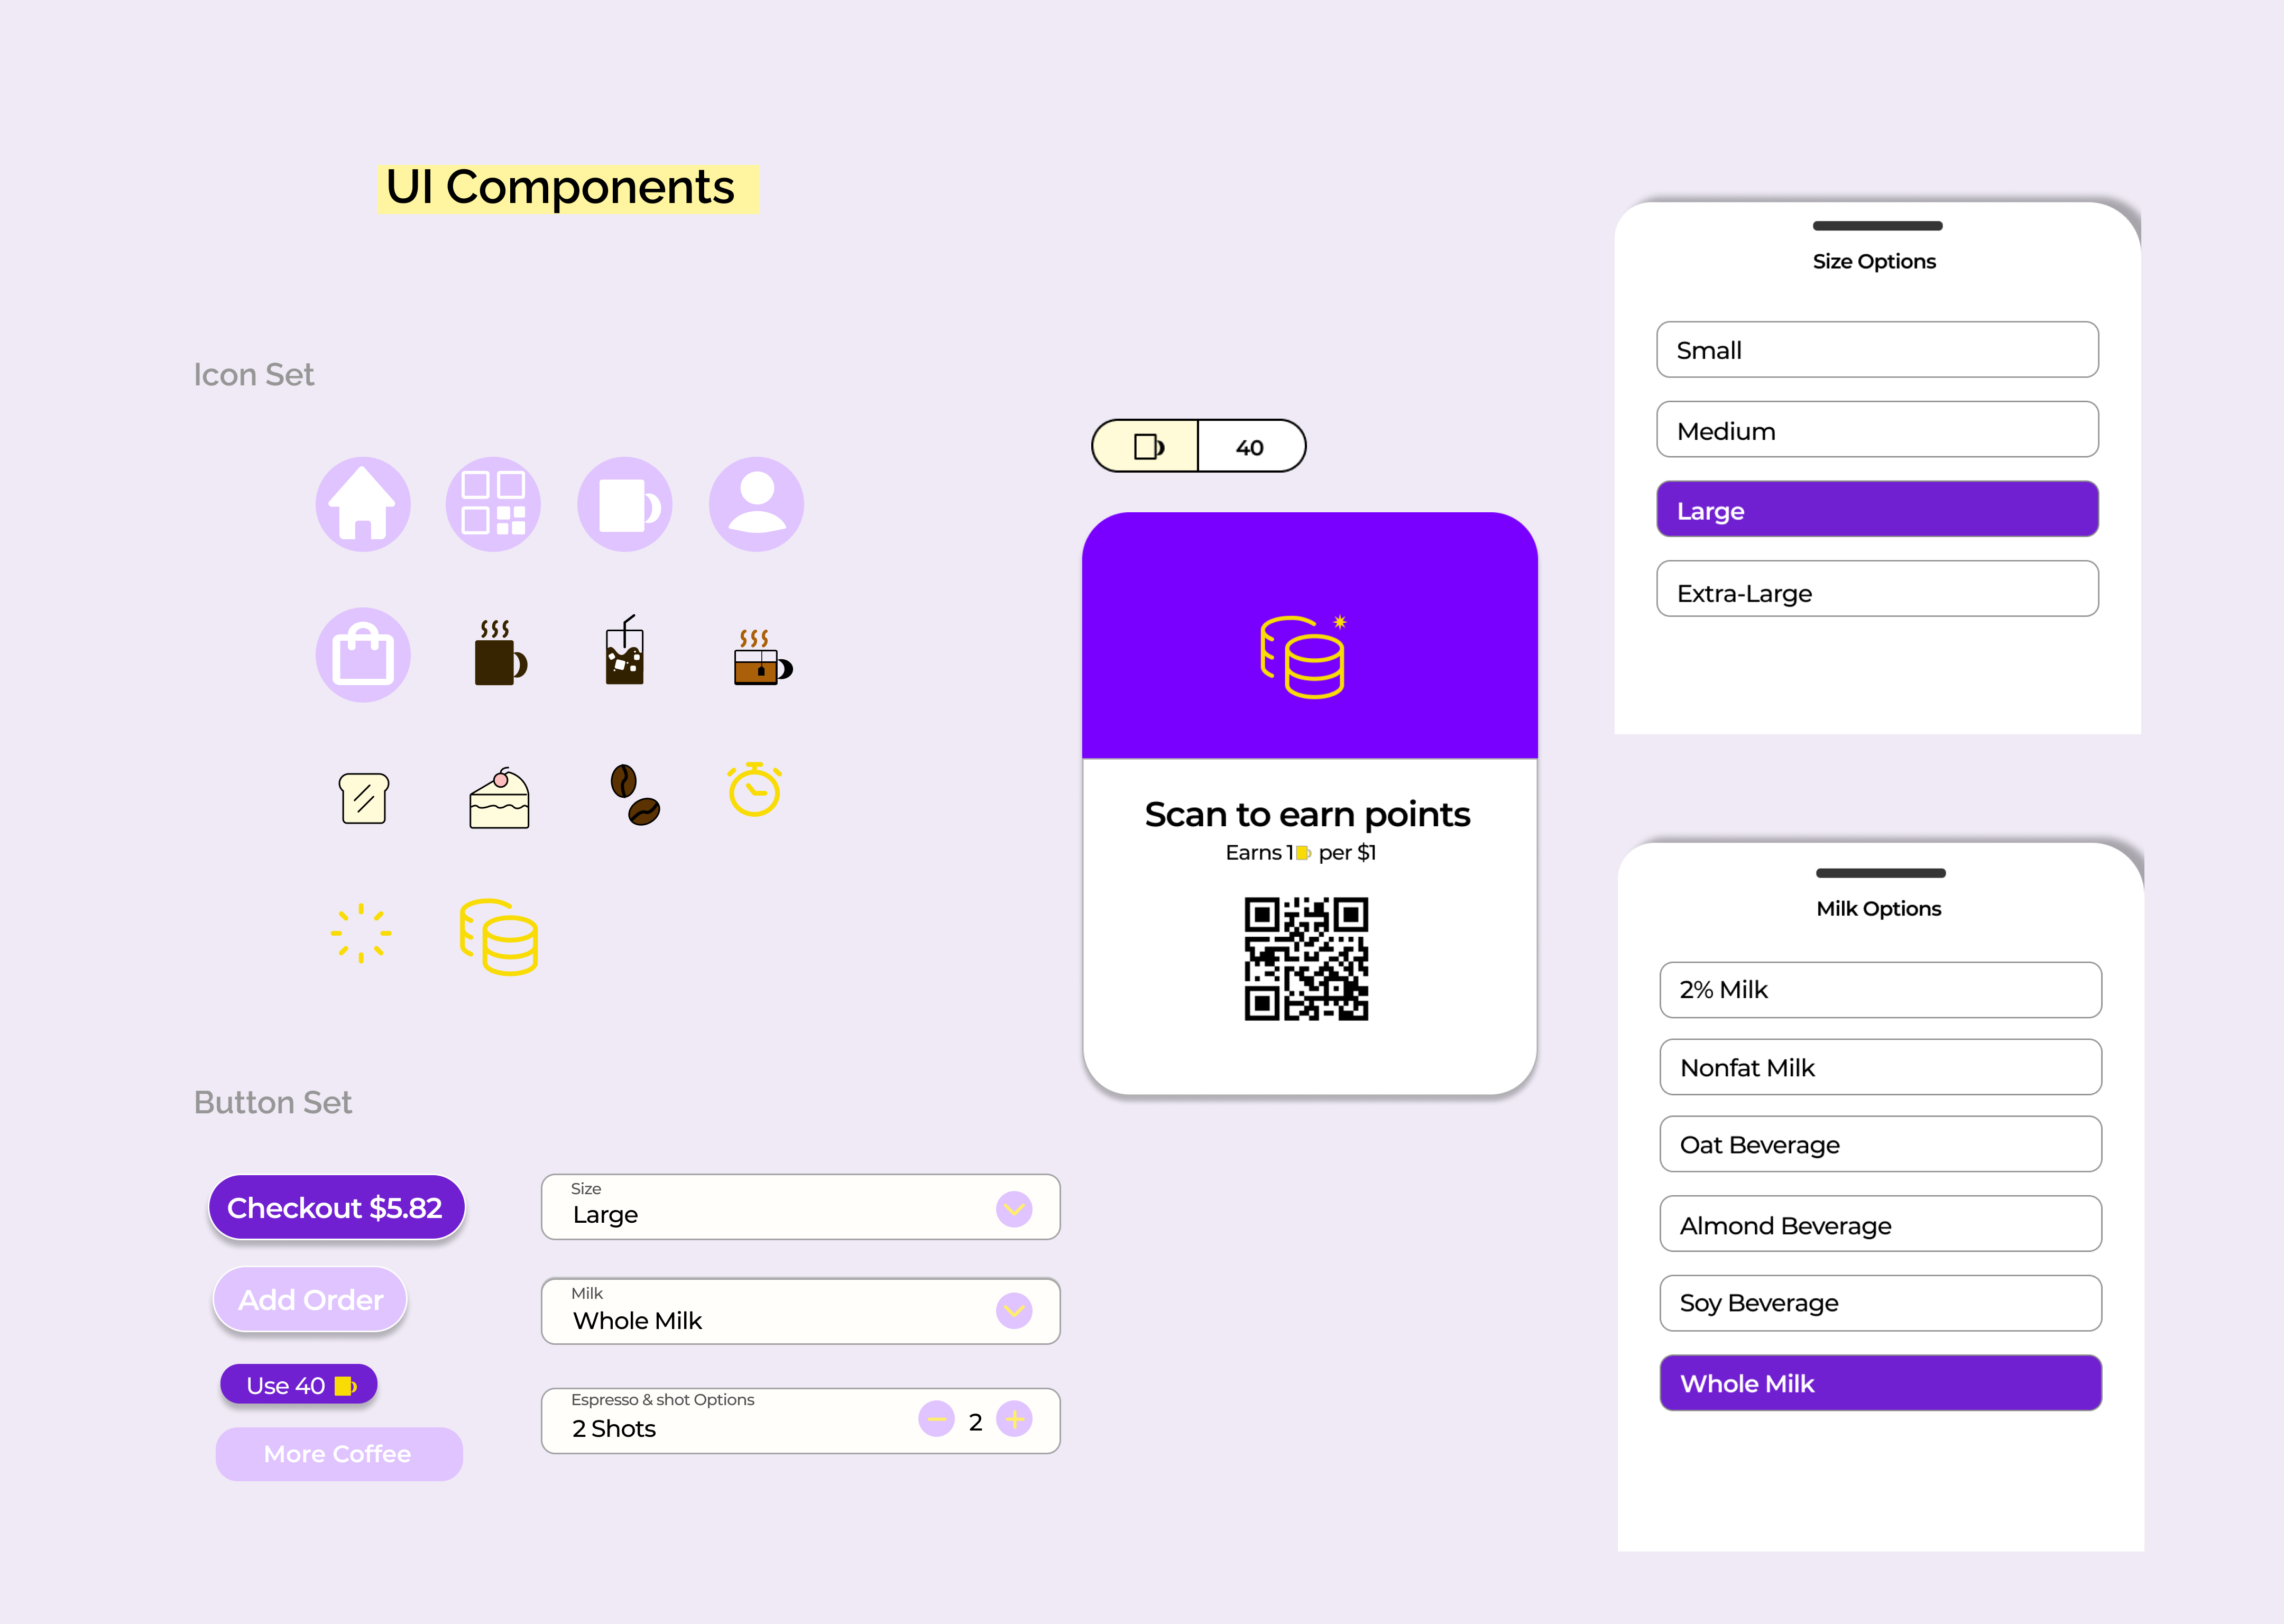 UI Components
Icon Set
40
Scan to earn points
Earns 1 per $1
Button Set
Checkout $5.82
Add Order
Use 40
More Coffee
Size
Large
Milk
Whole Milk
Espresso & shot Options
2 Shots
2
Size Options
Small
Medium
Large
Extra-Large
Milk Options
2% Milk
Nonfat Milk
Oat Beverage
Almond Beverage
Soy Beverage
Whole Milk